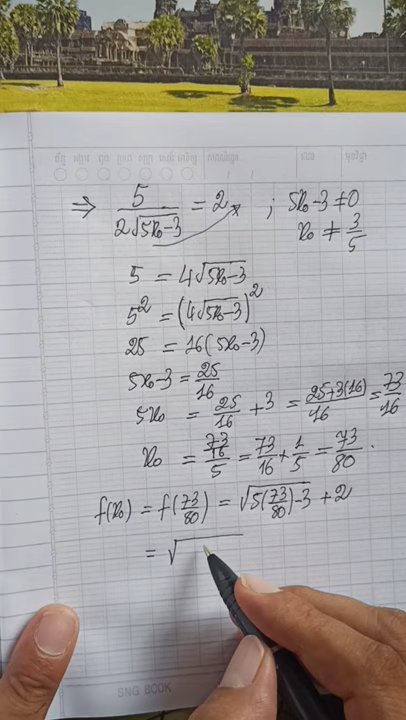 ⇒ 5/(2√(5x₀-3)) = 2 ; 5x₀-3 ≠ 0
x₀ ≠ 3/5
5 = 4√(5x₀-3)
5² = (4√(5x₀-3))²
25 = 16(5x₀-3)
5x₀-3 = 25/16
5x₀ = 25/16 + 3 = (25+3(16))/16 = 73/16
x₀ = (73/16)/5 = 73/16 × 1/5 = 73/80 .
f(x₀) = f(73/80) = √(5(73/80)-3) + 2
= √
SNG BOOK